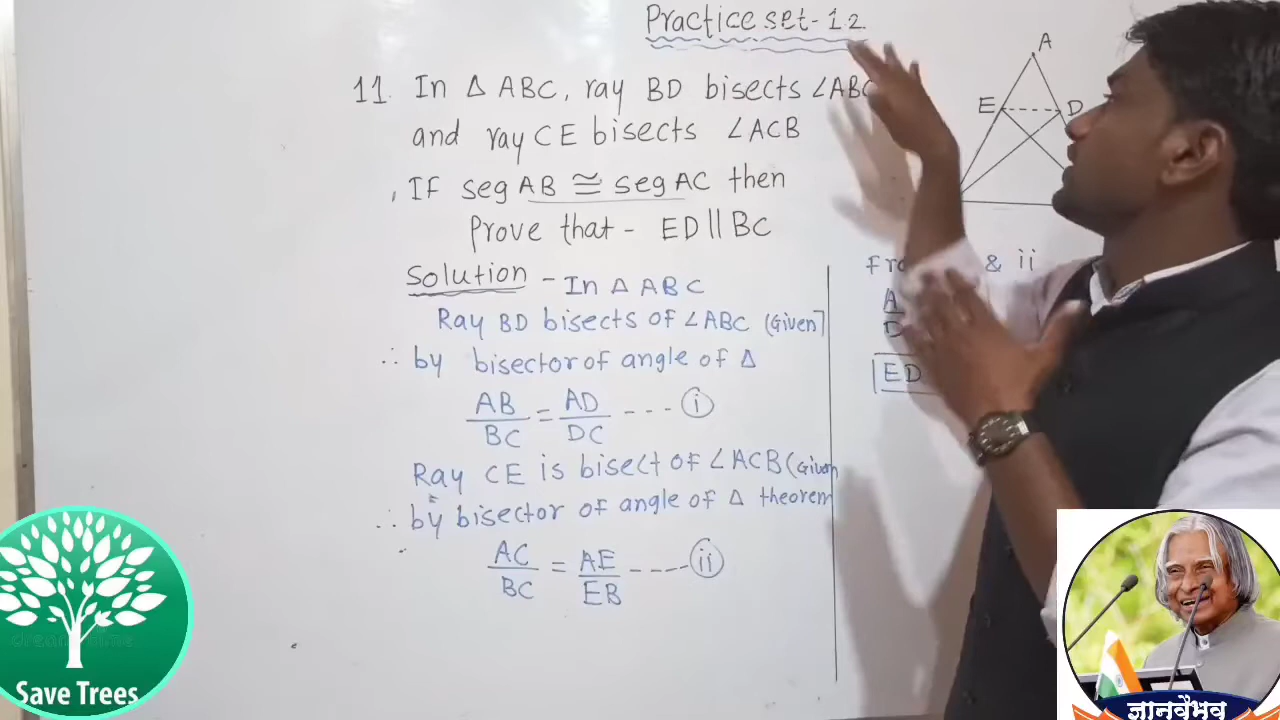 Practice set-1.2
11. In Δ ABC, ray BD bisects ∠ABC
and ray CE bisects ∠ACB
, IF seg AB ≅ seg AC then
Prove that - ED || BC
Solution - In Δ ABC
Ray BD bisects of ∠ABC (Given]
∴ by bisector of angle of Δ
AB/BC = AD/DC ---- i
Ray CE is bisect of ∠ACB (Given
∴ by bisector of angle of Δ theorem
AC/BC = AE/EB ---- ii
A
E
D
& ii
ED
Save Trees
ज्ञानवैभव